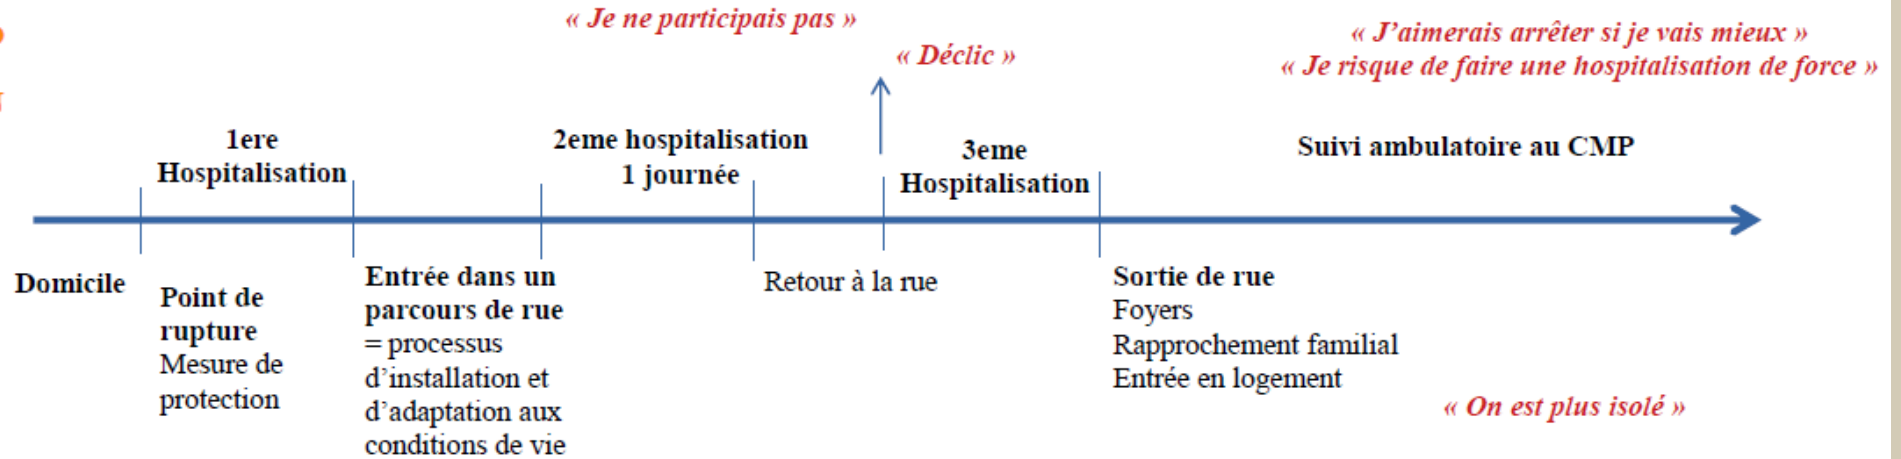 « Je ne participais pas »
« Déclic »
« J’aimerais arrêter si je vais mieux »
« Je risque de faire une hospitalisation de force »
1ere
Hospitalisation
2eme hospitalisation
1 journée
3eme
Hospitalisation
Suivi ambulatoire au CMP
Domicile
Point de
rupture
Mesure de
protection
Entrée dans un
parcours de rue
= processus
d’installation et
d’adaptation aux
conditions de vie
Retour à la rue
Sortie de rue
Foyers
Rapprochement familial
Entrée en logement
« On est plus isolé »